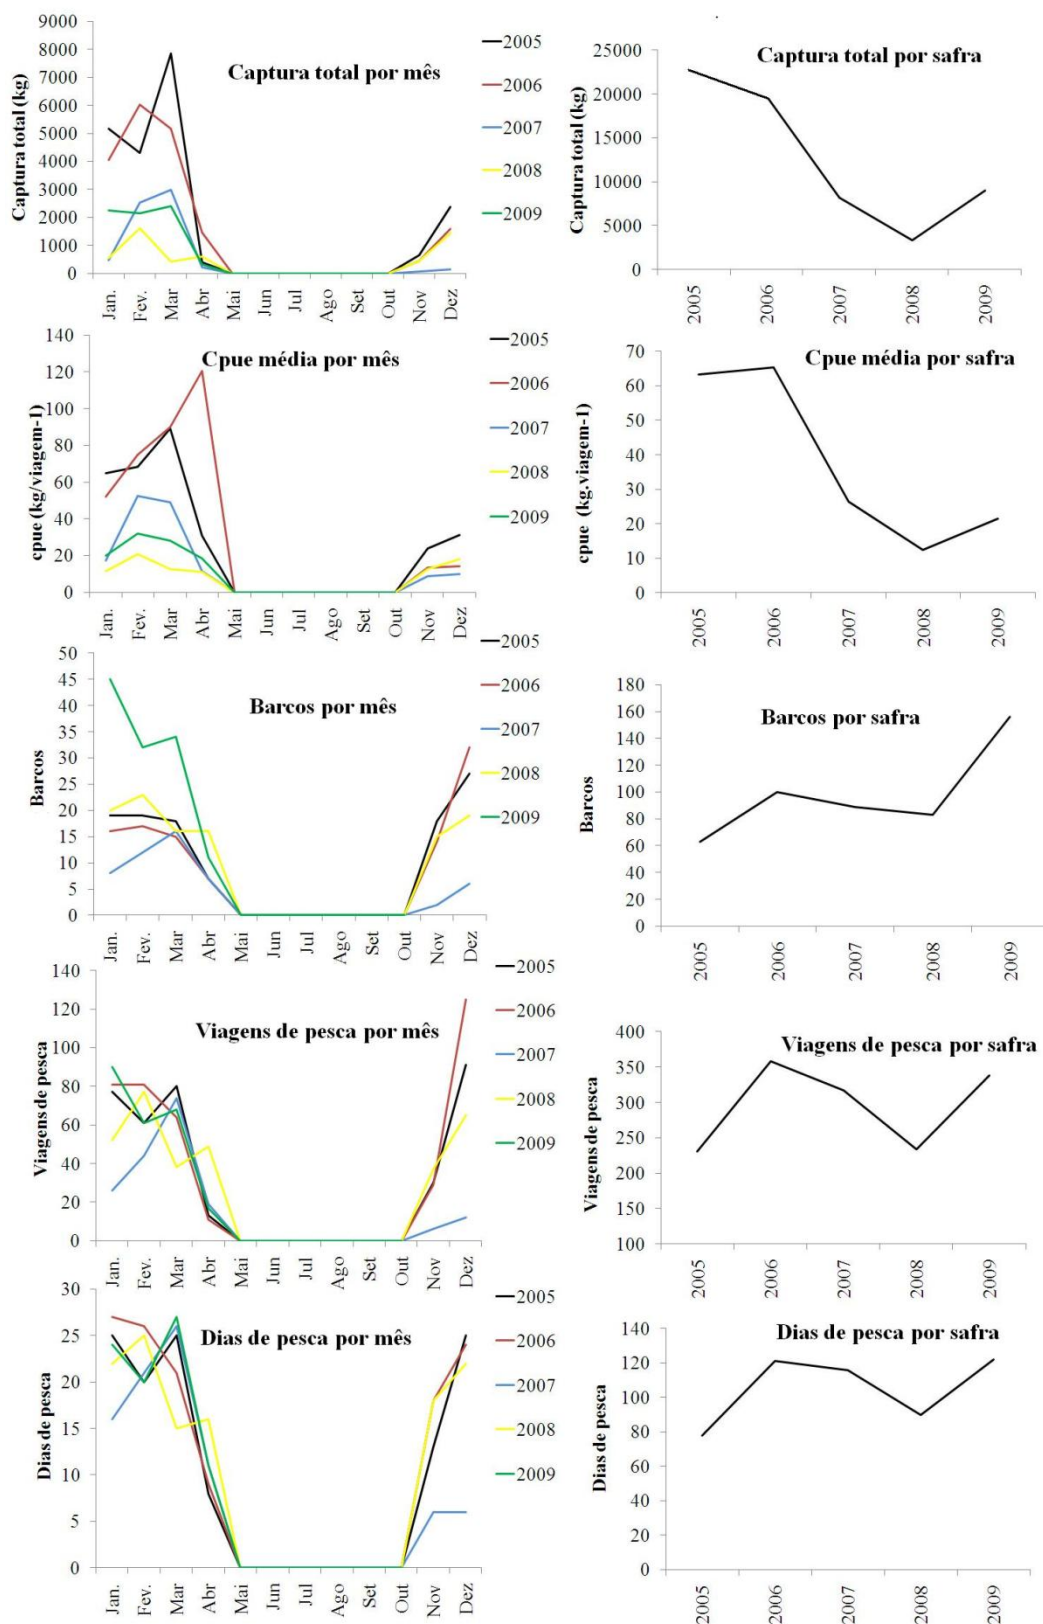 Captura total por mês
Captura total (kg)
9000
8000
7000
6000
5000
4000
3000
2000
1000
0
Jan.
Fev.
Mar
Abr
Mai
Jun
Jul
Ago
Set
Out
Nov
Dez
2005
2006
2007
2008
2009
Captura total por safra
Captura total (kg)
25000
20000
15000
10000
5000
0
2005
2006
2007
2008
2009
Cpue média por mês
cpue (kg/viagem-1)
140
120
100
80
60
40
20
0
Jan.
Fev.
Mar
Abr
Mai
Jun
Jul
Ago
Set
Out
Nov
Dez
2005
2006
2007
2008
2009
Cpue média por safra
cpue (kg.viagem-1)
70
60
50
40
30
20
10
0
2005
2006
2007
2008
2009
Barcos por mês
Barcos
50
45
40
35
30
25
20
15
10
5
0
Jan.
Fev.
Mar
Abr
Mai
Jun
Jul
Ago
Set
Out
Nov
Dez
2005
2006
2007
2008
2009
Barcos por safra
Barcos
180
160
140
120
100
80
60
40
20
0
2005
2006
2007
2008
2009
Viagens de pesca por mês
Viagens de pesca
140
120
100
80
60
40
20
0
Jan.
Fev.
Mar
Abr
Mai
Jun
Jul
Ago
Set
Out
Nov
Dez
2005
2006
2007
2008
2009
Viagens de pesca por safra
Viagens de pesca
400
350
300
250
200
150
100
2005
2006
2007
2008
2009
Dias de pesca por mês
Dias de pesca
30
25
20
15
10
5
0
Jan.
Fev.
Mar
Abr
Mai
Jun
Jul
Ago
Set
Out
Nov
Dez
2005
2006
2007
2008
2009
Dias de pesca por safra
Dias de pesca
140
120
100
80
60
40
20
0
2005
2006
2007
2008
2009